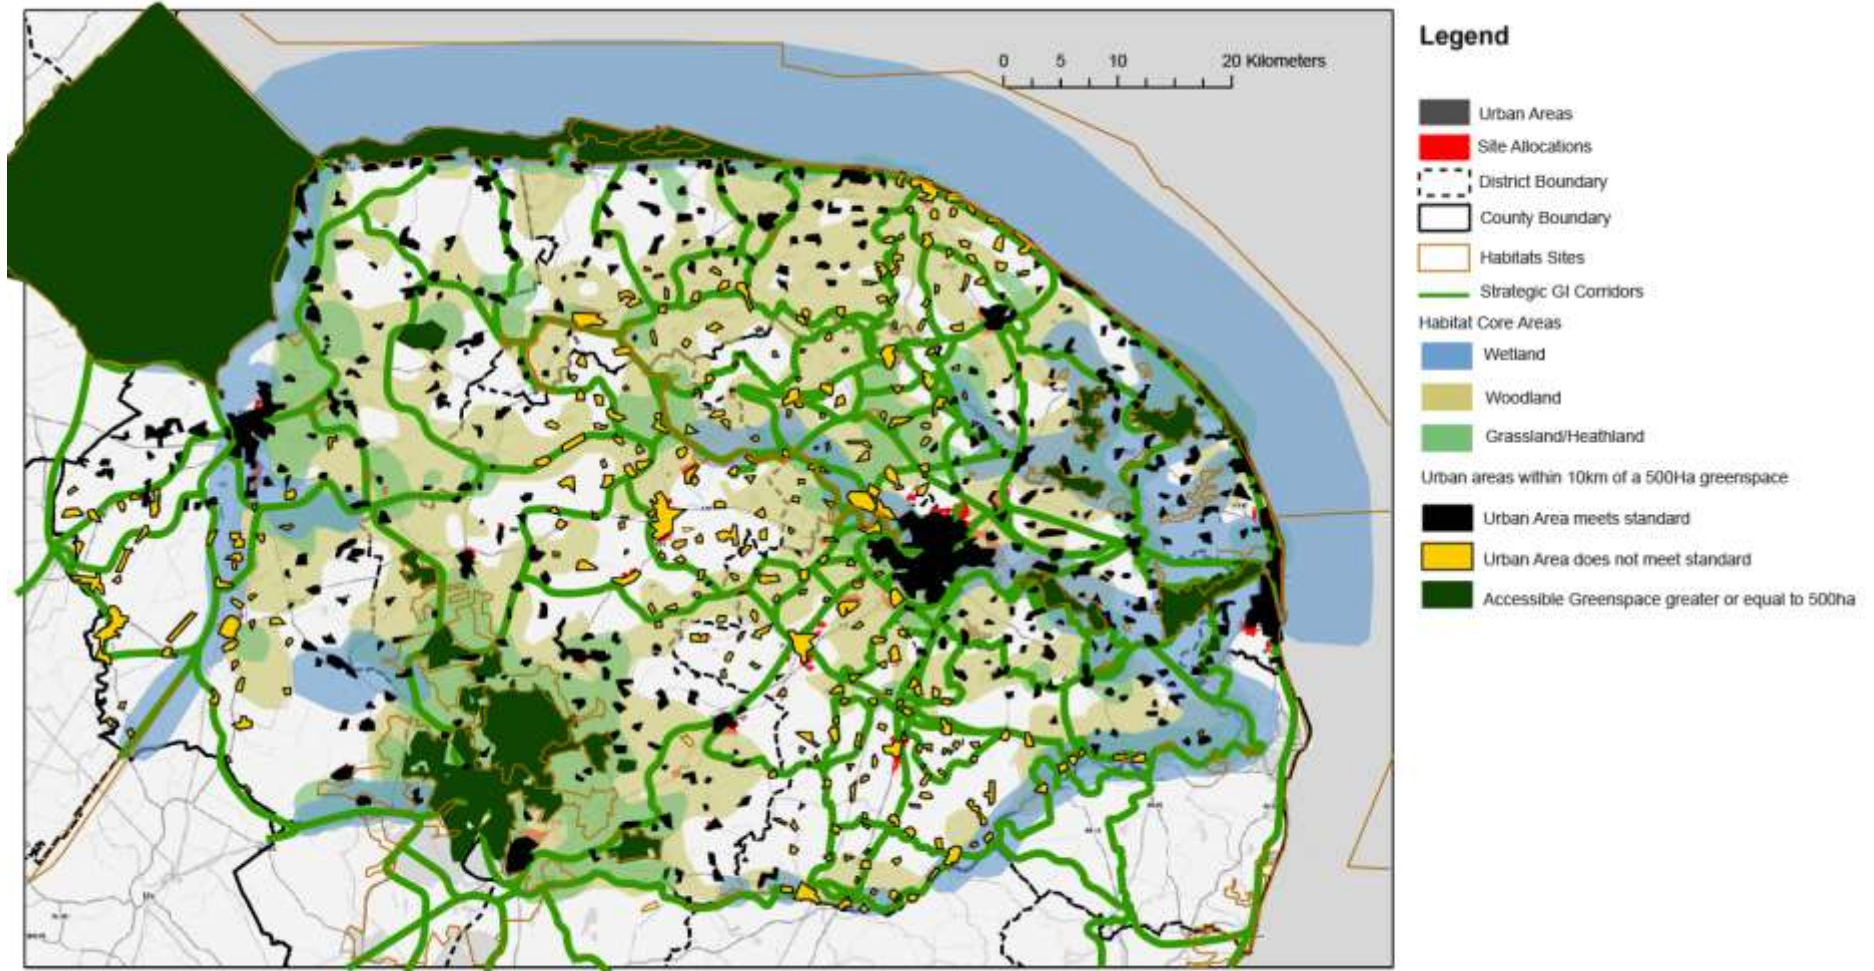 0 5 10 20 Kilometers
Legend
Urban Areas
Site Allocations
District Boundary
County Boundary
Habitats Sites
Strategic GI Corridors
Habitat Core Areas
Wetland
Woodland
Grassland/Heathland
Urban areas within 10km of a 500Ha greenspace
Urban Area meets standard
Urban Area does not meet standard
Accessible Greenspace greater or equal to 500ha